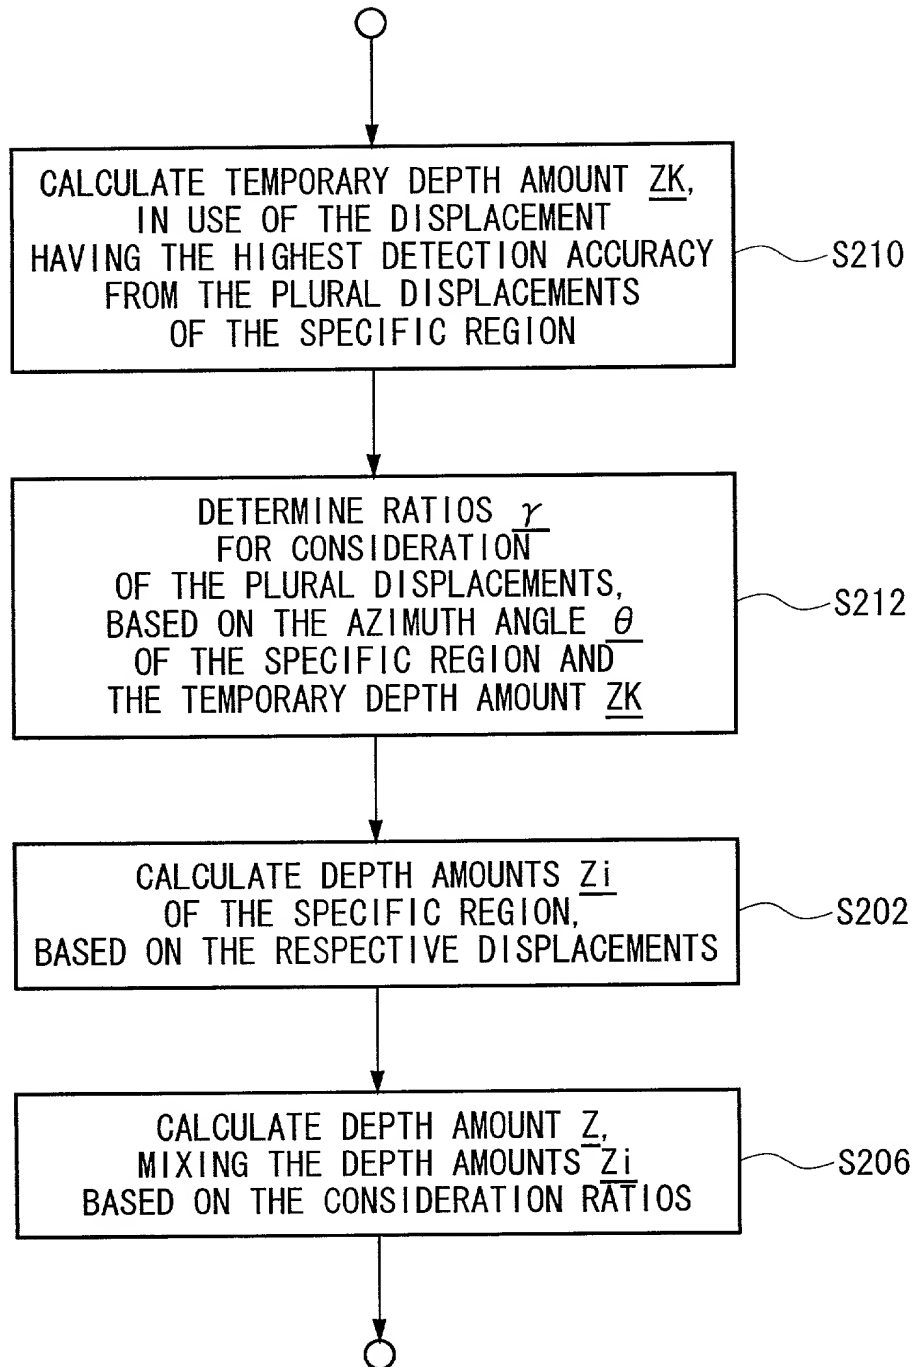 CALCULATE TEMPORARY DEPTH AMOUNT ZK,
IN USE OF THE DISPLACEMENT
HAVING THE HIGHEST DETECTION ACCURACY
FROM THE PLURAL DISPLACEMENTS
OF THE SPECIFIC REGION
S210
DETERMINE RATIOS γ
FOR CONSIDERATION
OF THE PLURAL DISPLACEMENTS,
BASED ON THE AZIMUTH ANGLE θ
OF THE SPECIFIC REGION AND
THE TEMPORARY DEPTH AMOUNT ZK
S212
CALCULATE DEPTH AMOUNTS Zi
OF THE SPECIFIC REGION,
BASED ON THE RESPECTIVE DISPLACEMENTS
S202
CALCULATE DEPTH AMOUNT Z,
MIXING THE DEPTH AMOUNTS Zi
BASED ON THE CONSIDERATION RATIOS
S206